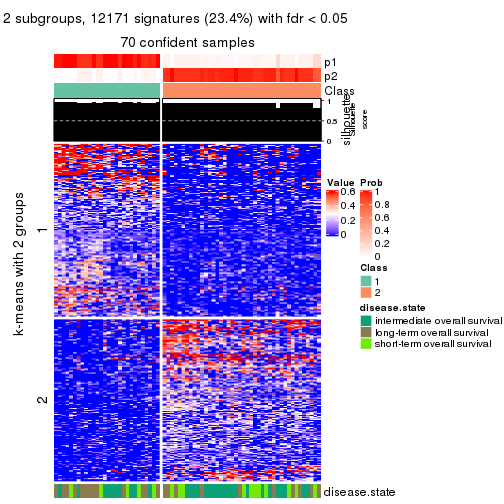 2 subgroups, 12171 signatures (23.4%) with fdr < 0.05
70 confident samples
p1
p2
Class
1
0.5
0
silhouette
score
k-means with 2 groups
1
2
Value
0.6
0.4
0.2
0
Prob
1
0.8
0.6
0.4
0.2
0
Class
1
2
disease.state
intermediate overall survival
long-term overall survival
short-term overall survival
disease.state